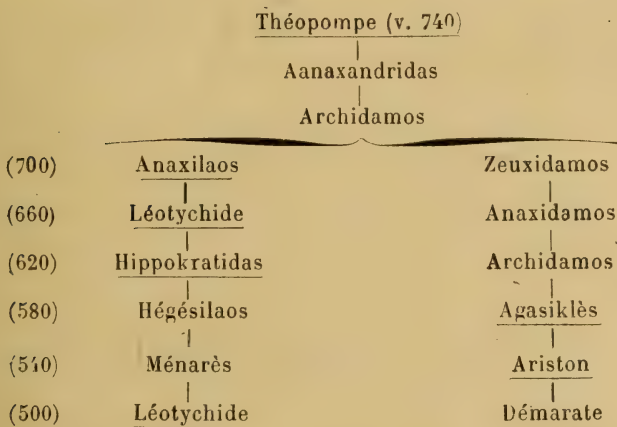 Théopompe (v. 740)
Aanaxandridas
Archidamos
(700) Anaxilaos Zeuxidamos
(660) Léotychide Anaxidamos
(620) Hippokratidas Archidamos
(580) Hégésilaos Agasiklès
(540) Ménarès Ariston
(500) Léotychide Démarate